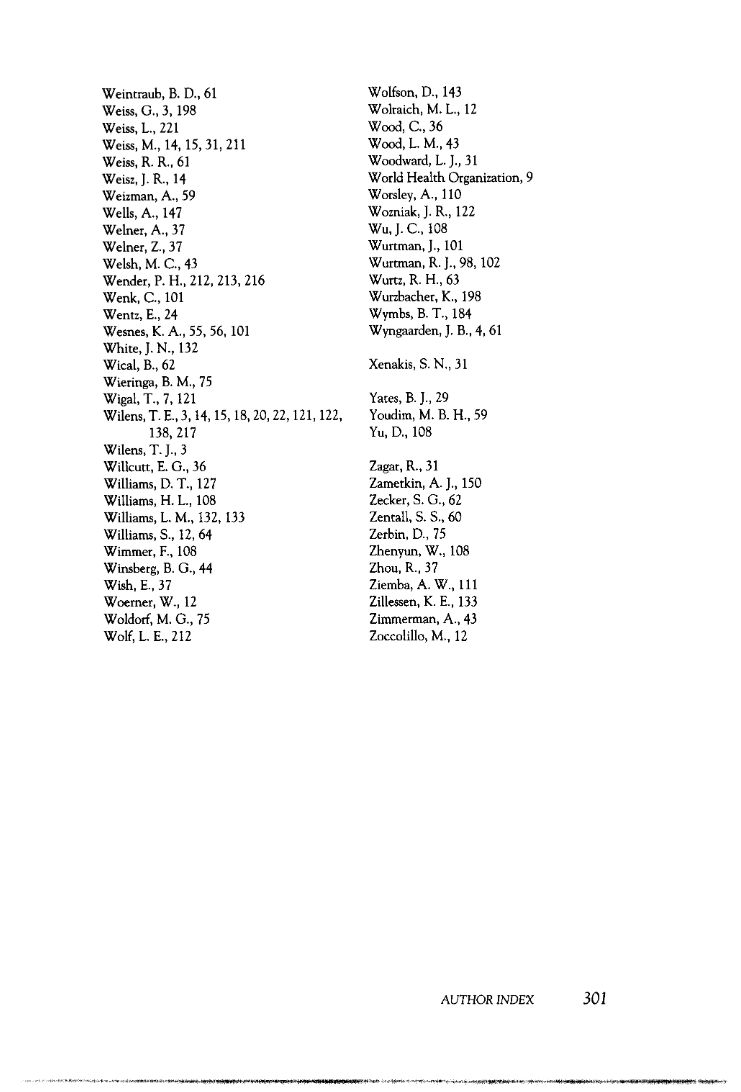 Weintraub, B. D., 61
Weiss, G., 3, 198
Weiss, L., 221
Weiss, M., 14, 15, 31, 211
Weiss, R. R., 61
Weisz, J. R., 14
Weizman, A., 59
Wells, A., 147
Welner, A., 37
Welner, Z., 37
Welsh, M. C., 43
Wender, P. H., 212, 213, 216
Wenk, C., 101
Wentz, E., 24
Wesnes, K. A., 55, 56, 101
White, J. N., 132
Wical, B., 62
Wieringa, B. M., 75
Wigal, T., 7, 121
Wilens, T. E., 3, 14, 15, 18, 20, 22, 121, 122,
138, 217
Wilens, T. J., 3
Willcutt, E. G., 36
Williams, D. T., 127
Williams, H. L., 108
Williams, L. M., 132, 133
Williams, S., 12, 64
Wimmer, F., 108
Winsberg, B. G., 44
Wish, E., 37
Woerner, W., 12
Woldorf, M. G., 75
Wolf, L. E., 212
Wolfson, D., 143
Wolraich, M. L., 12
Wood, C., 36
Wood, L. M., 43
Woodward, L. J., 31
World Health Organization, 9
Worsley, A., 110
Wozniak, J. R., 122
Wu, J. C., 108
Wurtman, J., 101
Wurtman, R. J., 98, 102
Wurtz, R. H., 63
Wurzbacher, K., 198
Wymbs, B. T., 184
Wyngaarden, J. B., 4, 61
Xenakis, S. N., 31
Yates, B. J., 29
Youdim, M. B. H., 59
Yu, D., 108
Zagar, R., 31
Zametkin, A. J., 150
Zecker, S. G., 62
Zentall, S. S., 60
Zerbin, D., 75
Zhenyun, W., 108
Zhou, R., 37
Ziemba, A. W., 111
Zillessen, K. E., 133
Zimmerman, A., 43
Zoccolillo, M., 12
AUTHOR INDEX 301